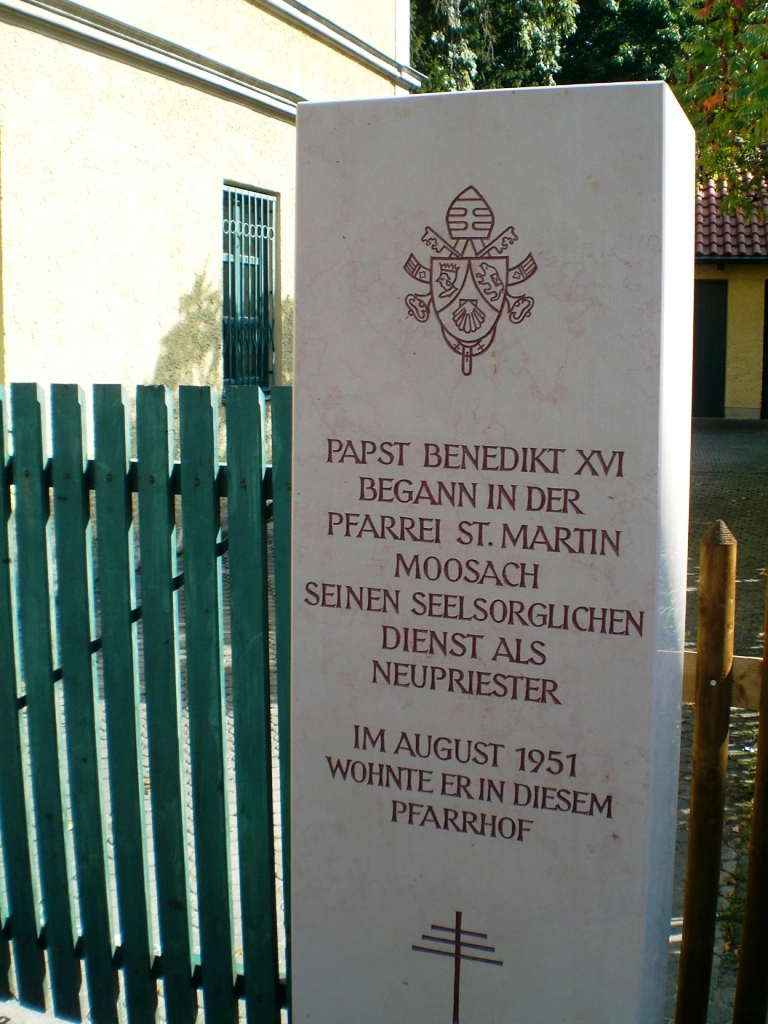 PAPST BENEDIKT XVI
BEGANN IN DER
PFARREI ST. MARTIN
MOOSACH
SEINEN SEELSORGLICHEN
DIENST ALS
NEUPRIESTER
IM AUGUST 1951
WOHNTE ER IN DIESEM
PFARRHOF